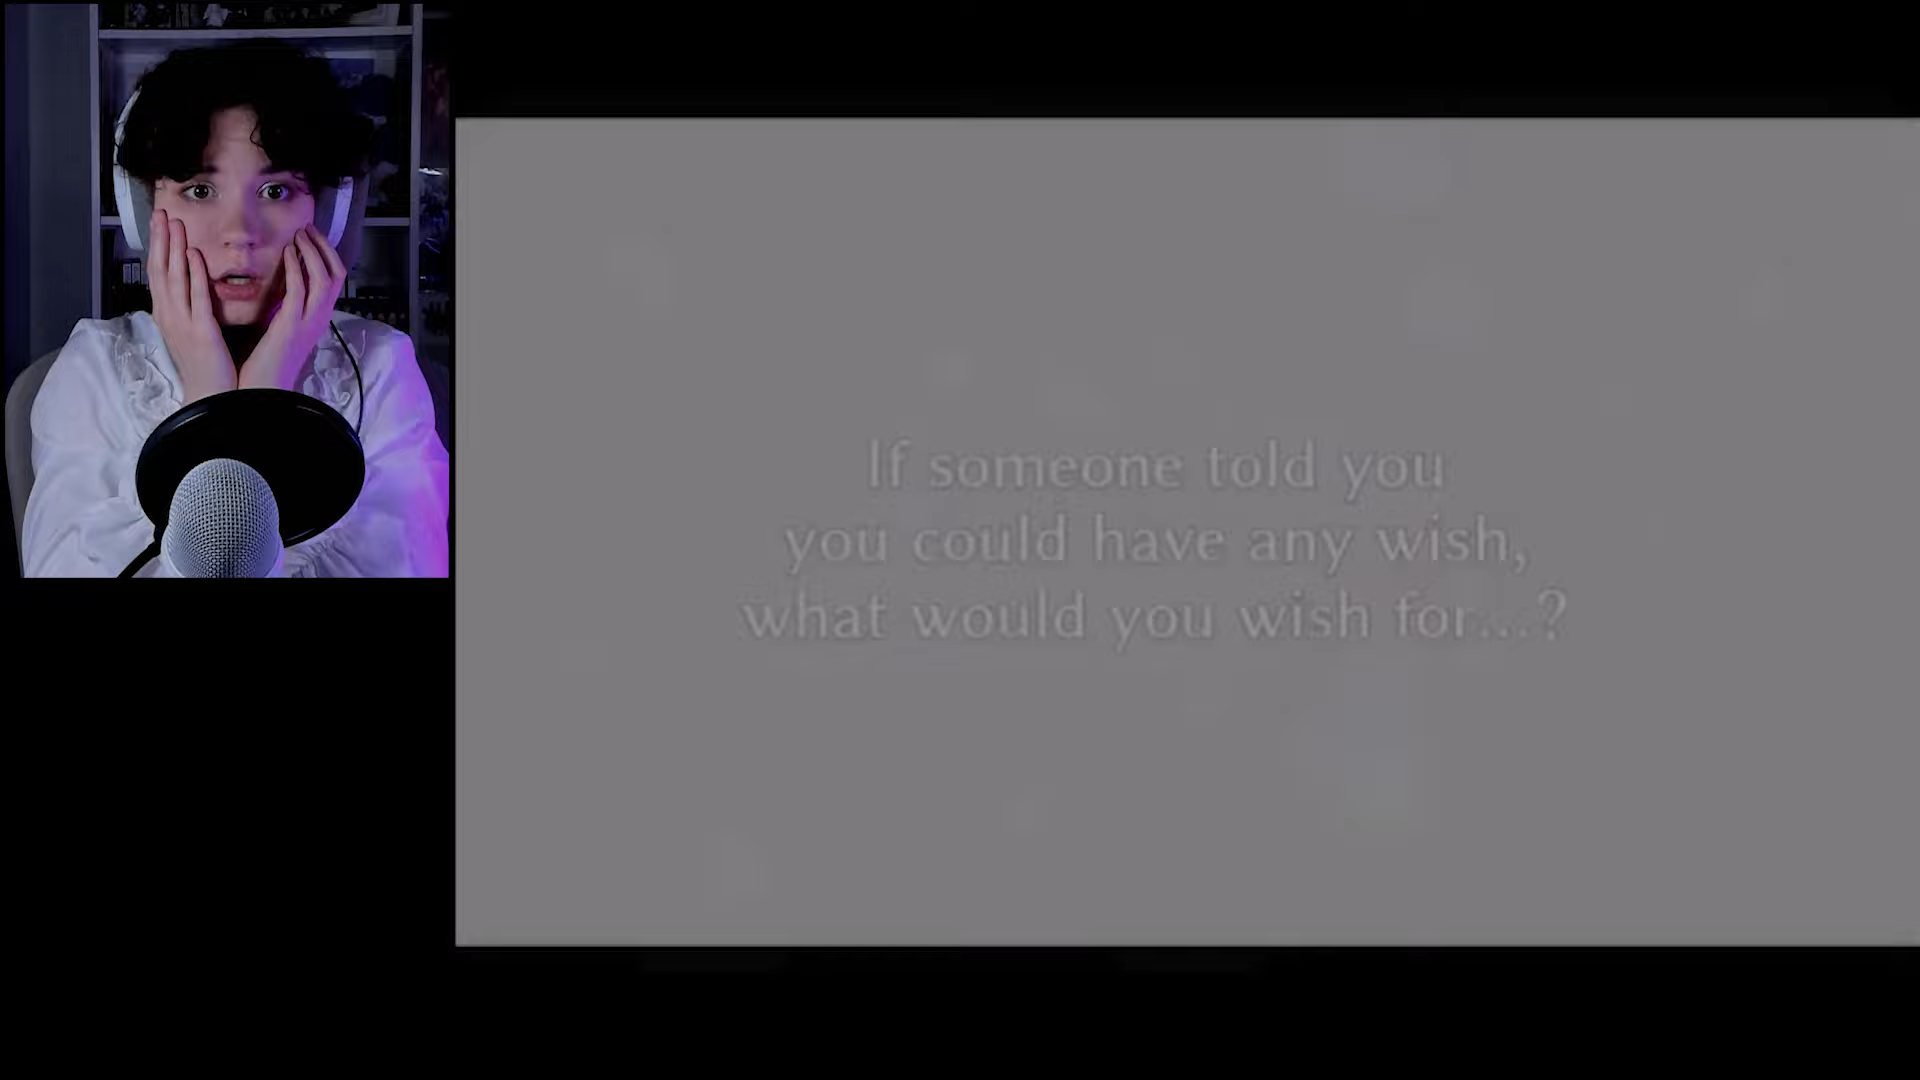 If someone told you
you could have any wish,
what would you wish for...?